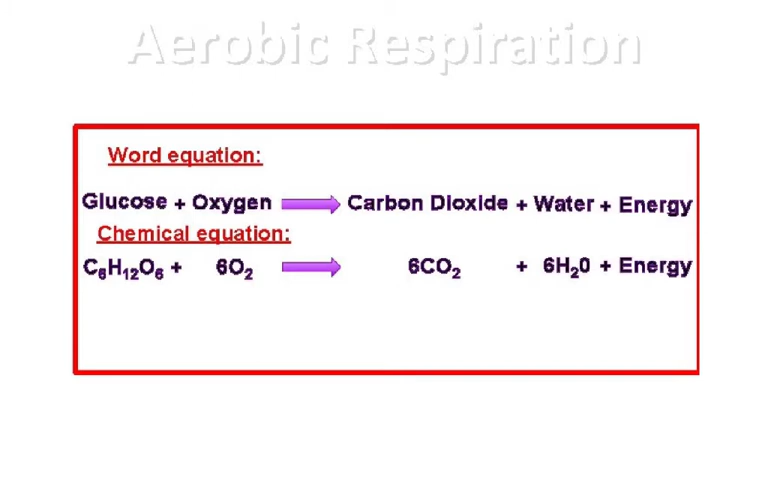 Aerobic Respiration
Word equation:
Glucose + Oxygen → Carbon Dioxide + Water + Energy
Chemical equation:
C₆H₁₂O₆ + 6O₂ → 6CO₂ + 6H₂0 + Energy